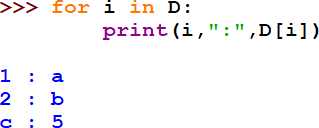 >>> for i in D:
        print(i,":",D[i])
1 : a
2 : b
c : 5